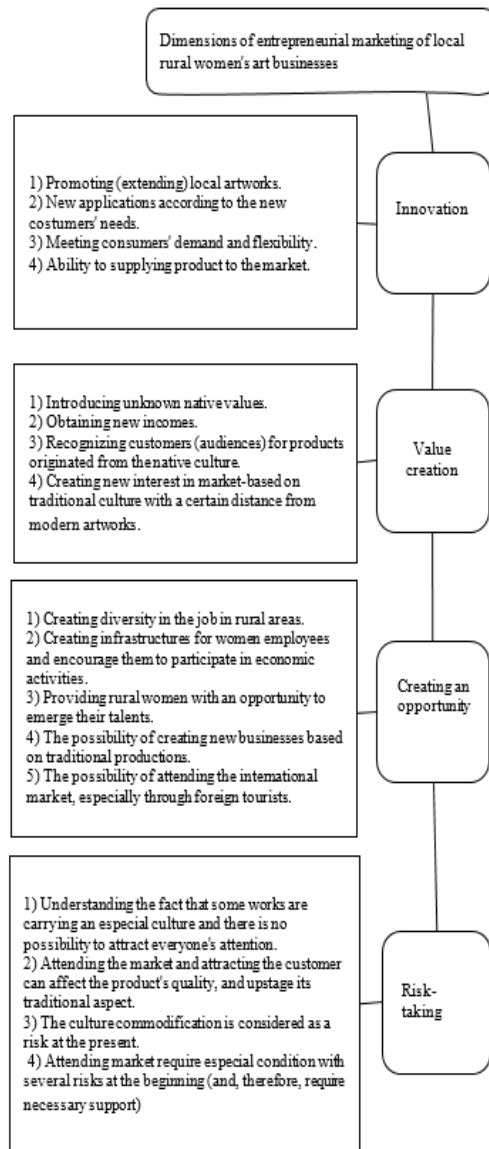 Dimensions of entrepreneurial marketing of local
rural women's art businesses
1) Promoting (extending) local artworks.
2) New applications according to the new
costumers' needs.
3) Meeting consumers' demand and flexibility.
4) Ability to supplying product to the market.
Innovation
1) Introducing unknown native values.
2) Obtaining new incomes.
3) Recognizing customers (audiences) for products
originated from the native culture.
4) Creating new interest in market-based on
traditional culture with a certain distance from
modern artworks.
Value
creation
1) Creating diversity in the job in rural areas.
2) Creating infrastructures for women employees
and encourage them to participate in economic
activities.
3) Providing rural women with an opportunity to
emerge their talents.
4) The possibility of creating new businesses based
on traditional productions.
5) The possibility of attending the international
market, especially through foreign tourists.
Creating an
opportunity
1) Understanding the fact that some works are
carrying an especial culture and there is no
possibility to attract everyone's attention.
2) Attending the market and attracting the customer
can affect the product's quality, and upstage its
traditional aspect.
3) The culture commodification is considered as a
risk at the present.
4) Attending market require especial condition with
several risks at the beginning (and, therefore, require
necessary support)
Risk-
taking